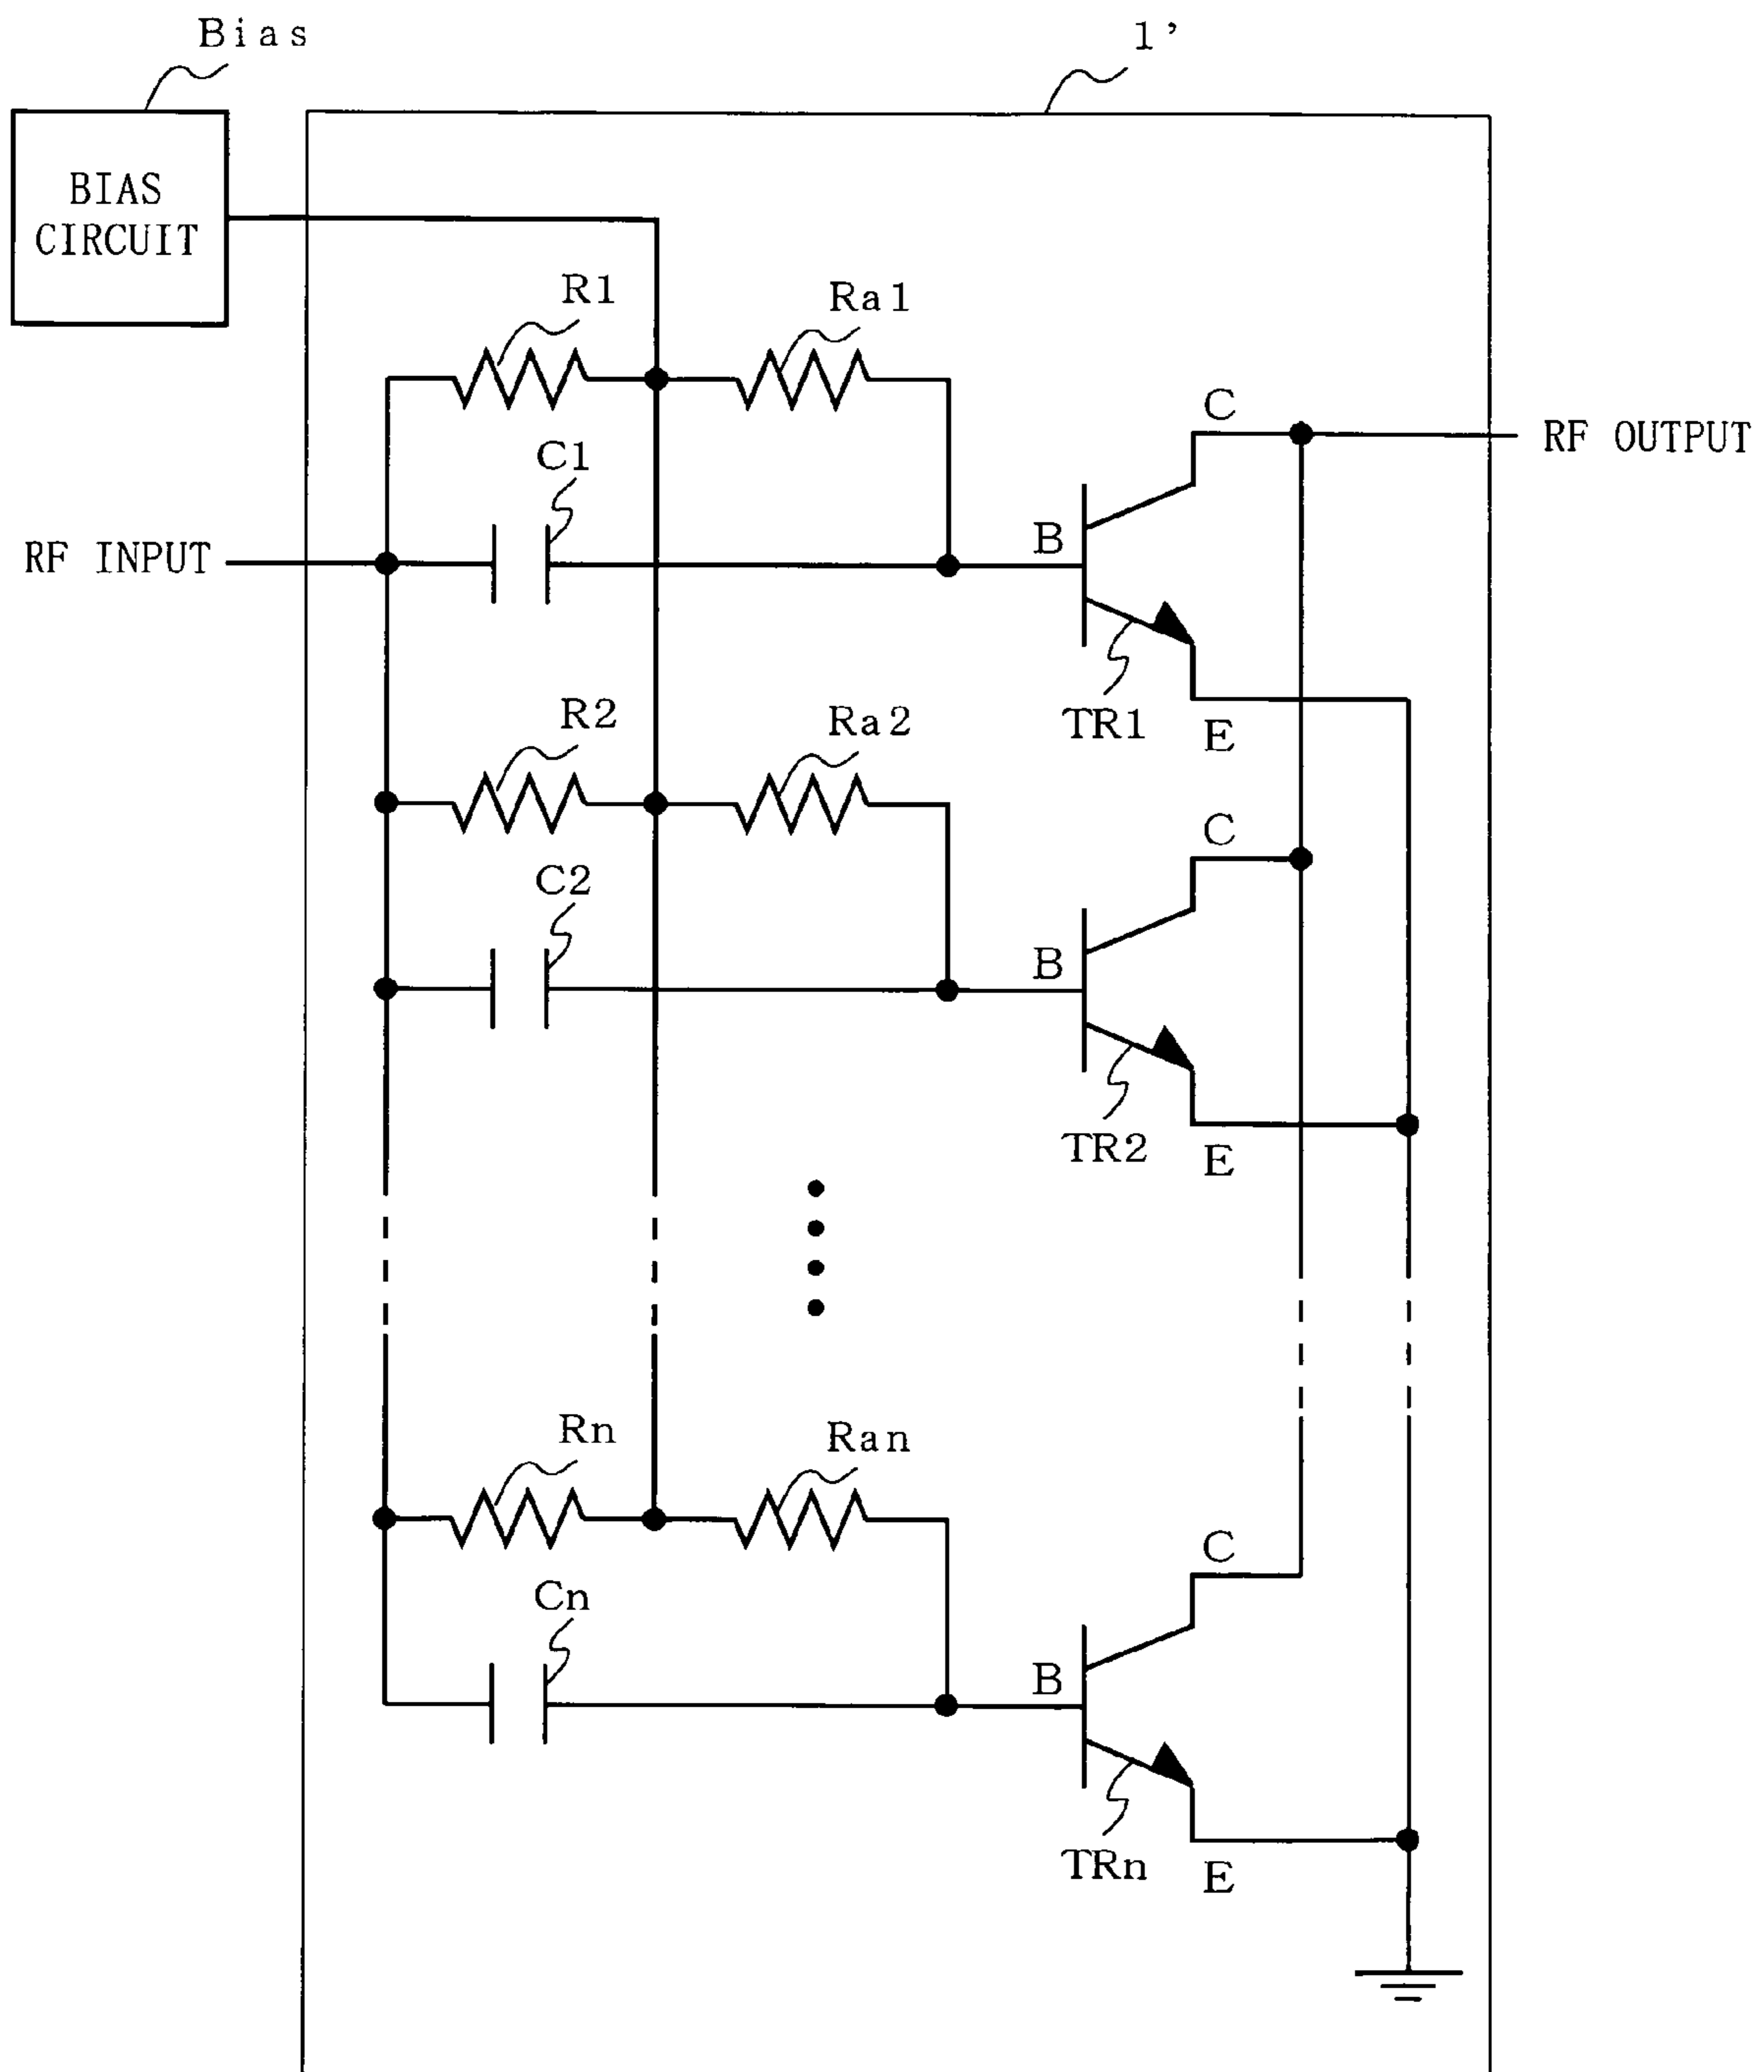 Bias
1’
BIAS
CIRCUIT
R1
Ra1
C
RF OUTPUT
C1
B
RF INPUT
TR1
E
R2
Ra2
C
C2
B
TR2
E
Rn
Ran
C
Cn
B
TRn
E